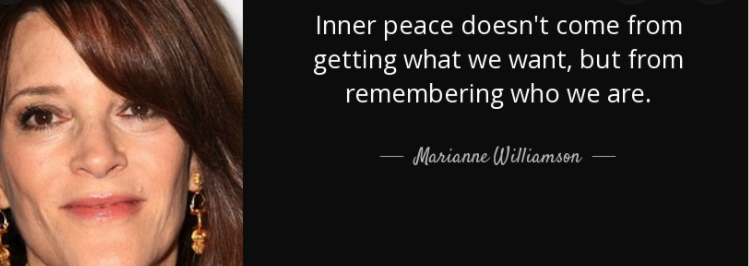 Inner peace doesn't come from
getting what we want, but from
remembering who we are.
Marianne Williamson